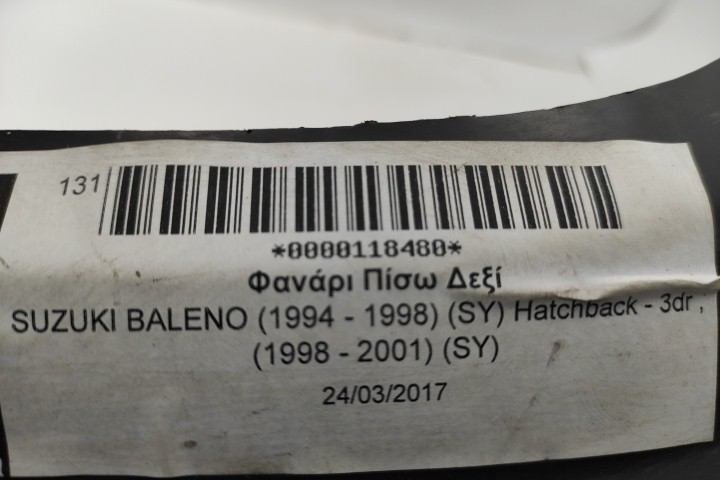 131
*0000118480*
Φανάρι Πίσω Δεξί
SUZUKI BALENO (1994 - 1998) (SY) Hatchback - 3dr ,
(1998 - 2001) (SY)
24/03/2017